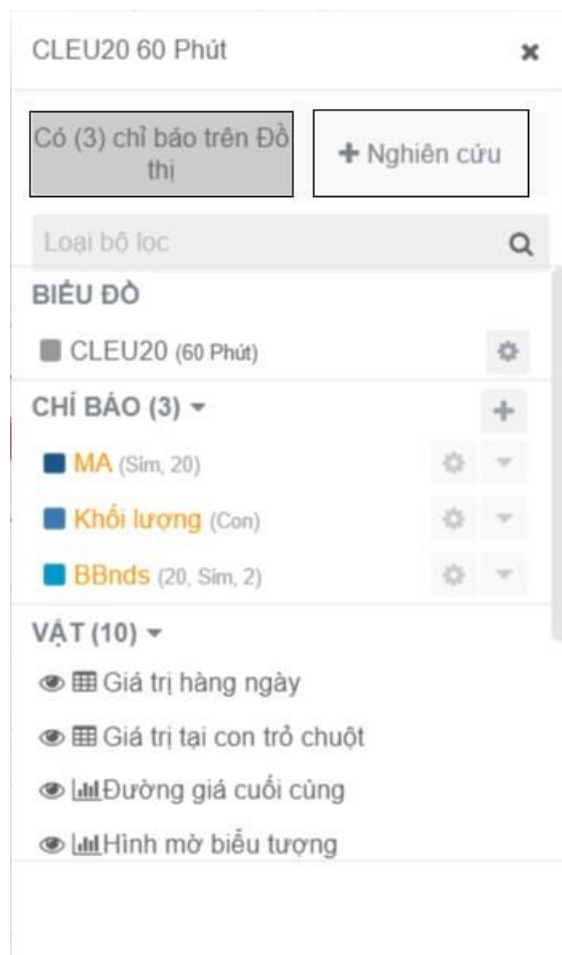 CLEU20 60 Phút
Có (3) chỉ báo trên Đồ
thị
Nghiên cứu
Loại bộ lọc
BIỂU ĐỒ
CLEU20 (60 Phút)
CHỈ BÁO (3)
MA (Sim, 20)
Khối lượng (Con)
BBnds (20, Sim, 2)
VẬT (10)
Giá trị hàng ngày
Giá trị tại con trỏ chuột
Đường giá cuối cùng
Hình mờ biểu tượng